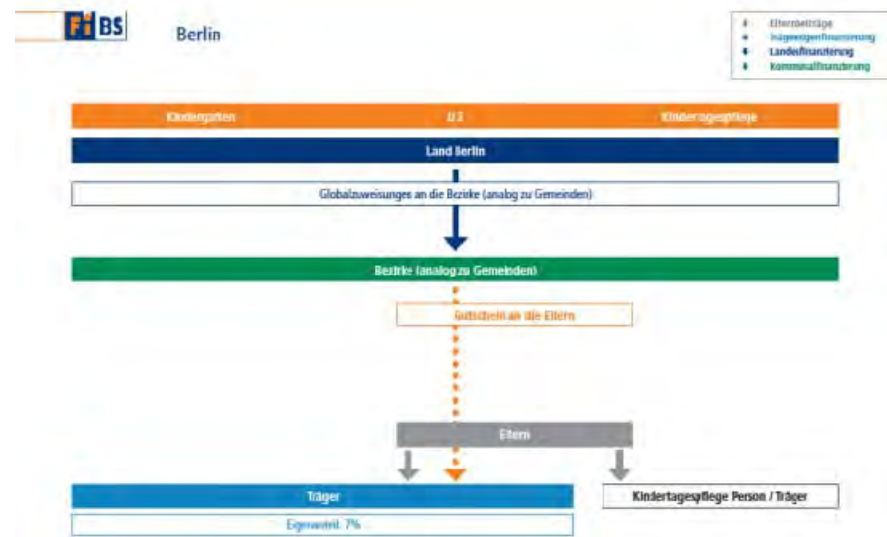 FiBS
Berlin
Elternbeiträge
Trägereigenfinanzierung
Landesfinanzierung
Kommunalfinanzierung
Kindergarten
U3
Kindertagespflege
Land Berlin
Globalzuweisungen an die Bezirke (analog zu Gemeinden)
Bezirke (analog zu Gemeinden)
Gutschein an die Eltern
Eltern
Träger
Kindertagespflege Person / Träger
Eigenanteil: 7%